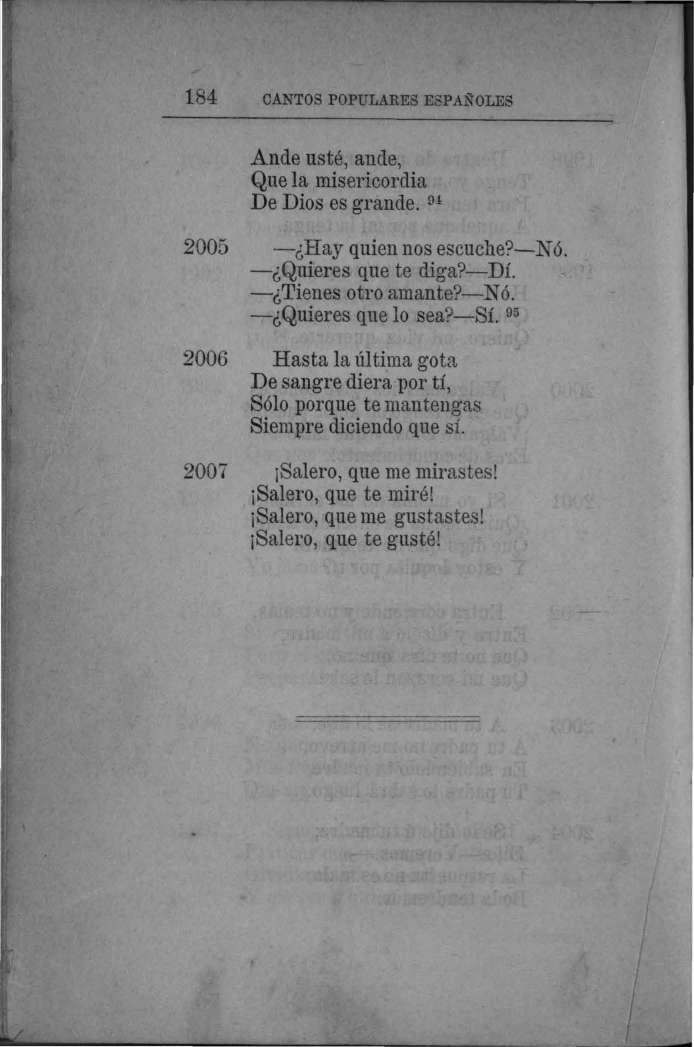 184 CANTOS POPULARES ESPAÑOLES
Ande usté, ande,
Que la misericordia
De Dios es grande. 94
2005 —¿Hay quien nos escuche?—Nó.
—¿Quieres que te diga?—Dí.
—¿Tienes otro amante?—Nó.
—¿Quieres que lo sea?—Sí. 95
2006 Hasta la última gota
De sangre diera por tí,
Sólo porque te mantengas
Siempre diciendo que sí.
2007 ¡Salero, que me mirastes!
¡Salero, que te miré!
¡Salero, que me gustastes!
¡Salero, que te gusté!